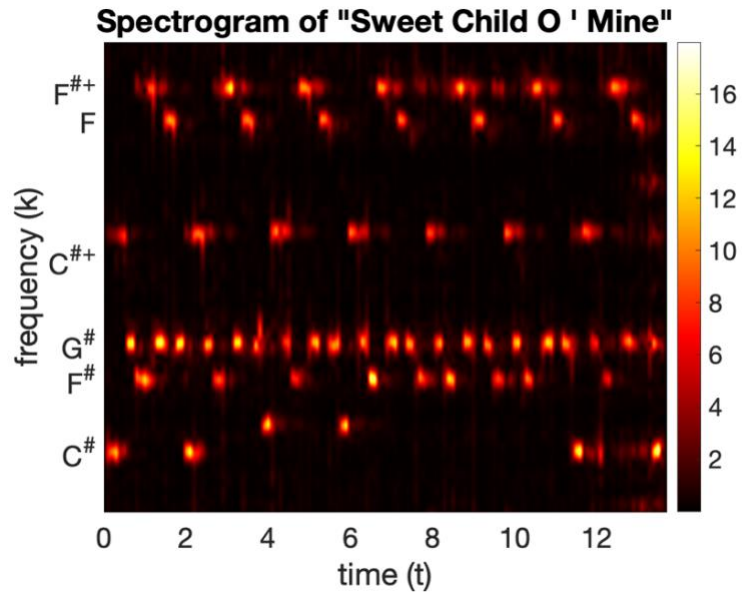 Spectrogram of "Sweet Child O ' Mine"
F#+
F
C#+
G#
F#
C#
frequency (k)
0 2 4 6 8 10 12
time (t)
16
14
12
10
8
6
4
2